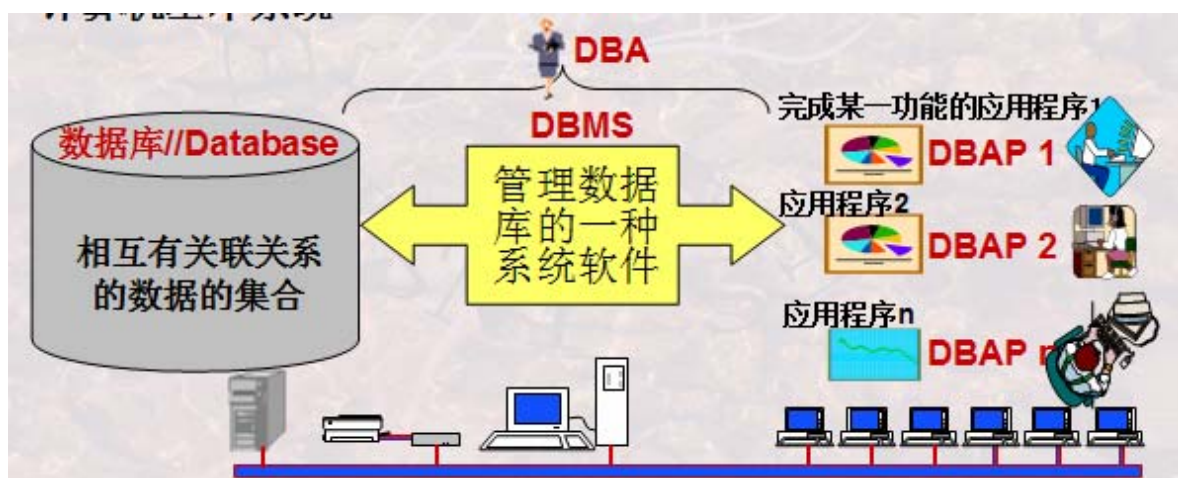 DBA
完成某一功能的应用程序1
DBMS
数据库//Database
DBAP 1
管理数据
库的一种
系统软件
应用程序2
DBAP 2
相互有关联关系
的数据的集合
应用程序n
DBAP